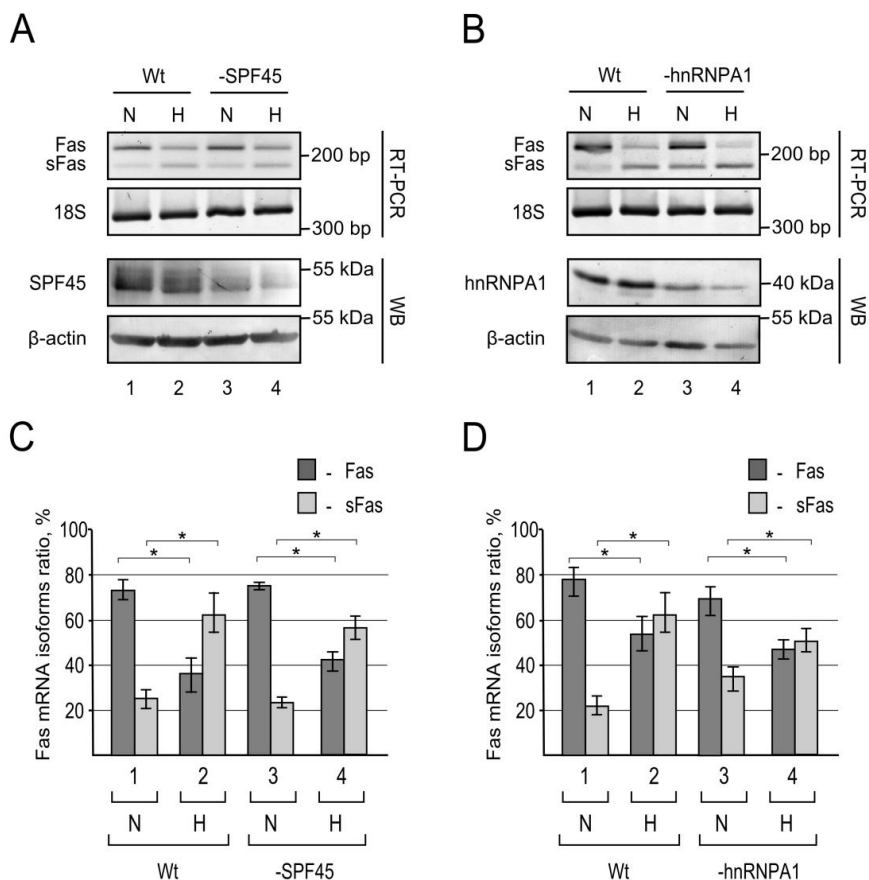 A
Wt -SPF45
N H N H
Fas
sFas
200 bp
18S
300 bp
RT-PCR
SPF45
55 kDa
55 kDa
β-actin
WB
1 2 3 4
B
Wt -hnRNPA1
N H N H
Fas
sFas
200 bp
18S
300 bp
RT-PCR
hnRNPA1
40 kDa
55 kDa
β-actin
WB
1 2 3 4
C
- Fas
- sFas
Fas mRNA isoforms ratio, %
100
80
60
40
20
* *
* *
1 2 3 4
N H N H
Wt -SPF45
D
- Fas
- sFas
Fas mRNA isoforms ratio, %
100
80
60
40
20
* *
* *
1 2 3 4
N H N H
Wt -hnRNPA1